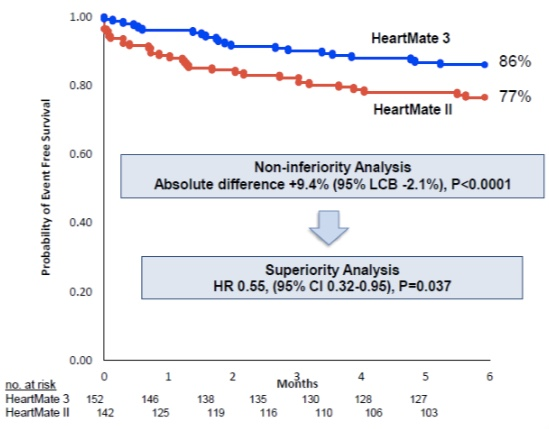 1.00
HeartMate 3
86%
0.80
77%
HeartMate II
Probability of Event Free Survival
0.60
Non-inferiority Analysis
Absolute difference +9.4% (95% LCB -2.1%), P<0.0001
0.40
Superiority Analysis
HR 0.55, (95% CI 0.32-0.95), P=0.037
0.20
0.00
0 1 2 3 4 5 6
Months
no. at risk
HeartMate 3 152 146 138 135 130 128 127
HeartMate II 142 125 119 116 110 106 103